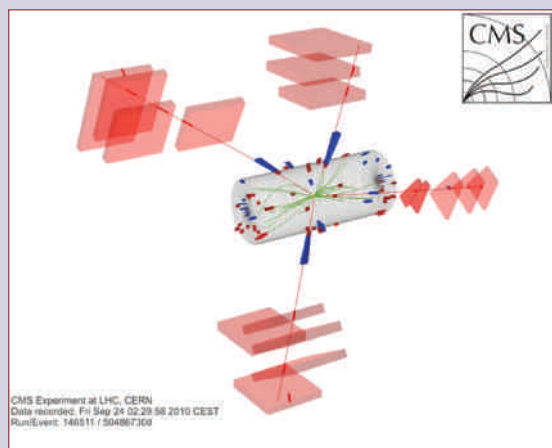 CMS
CMS Experiment at LHC, CERN
Data recorded: Fri Sep 24 02:29:58 2010 CEST
Run/Event: 146511 / 504867308